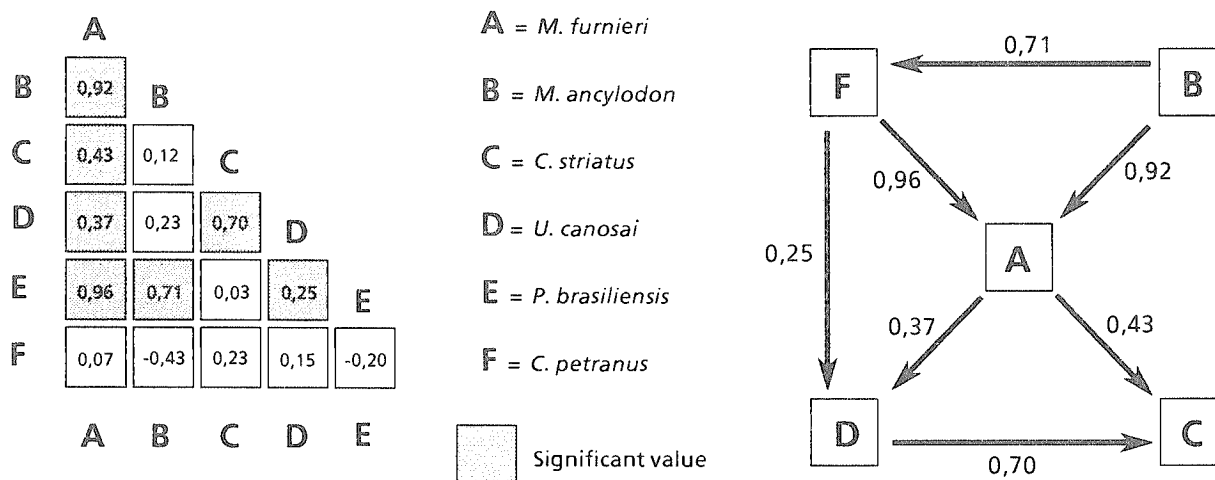 A
B 0,92 B
C 0,43 0,12 C
D 0,37 0,23 0,70 D
E 0,96 0,71 0,03 0,25 E
F 0,07 -0,43 0,23 0,15 -0,20
A B C D E
A = M. furnieri
B = M. ancylodon
C = C. striatus
D = U. canosai
E = P. brasiliensis
F = C. petranus
Significant value
0,71
F B
0,96 0,92
0,25 A
0,37 0,43
D C
0,70